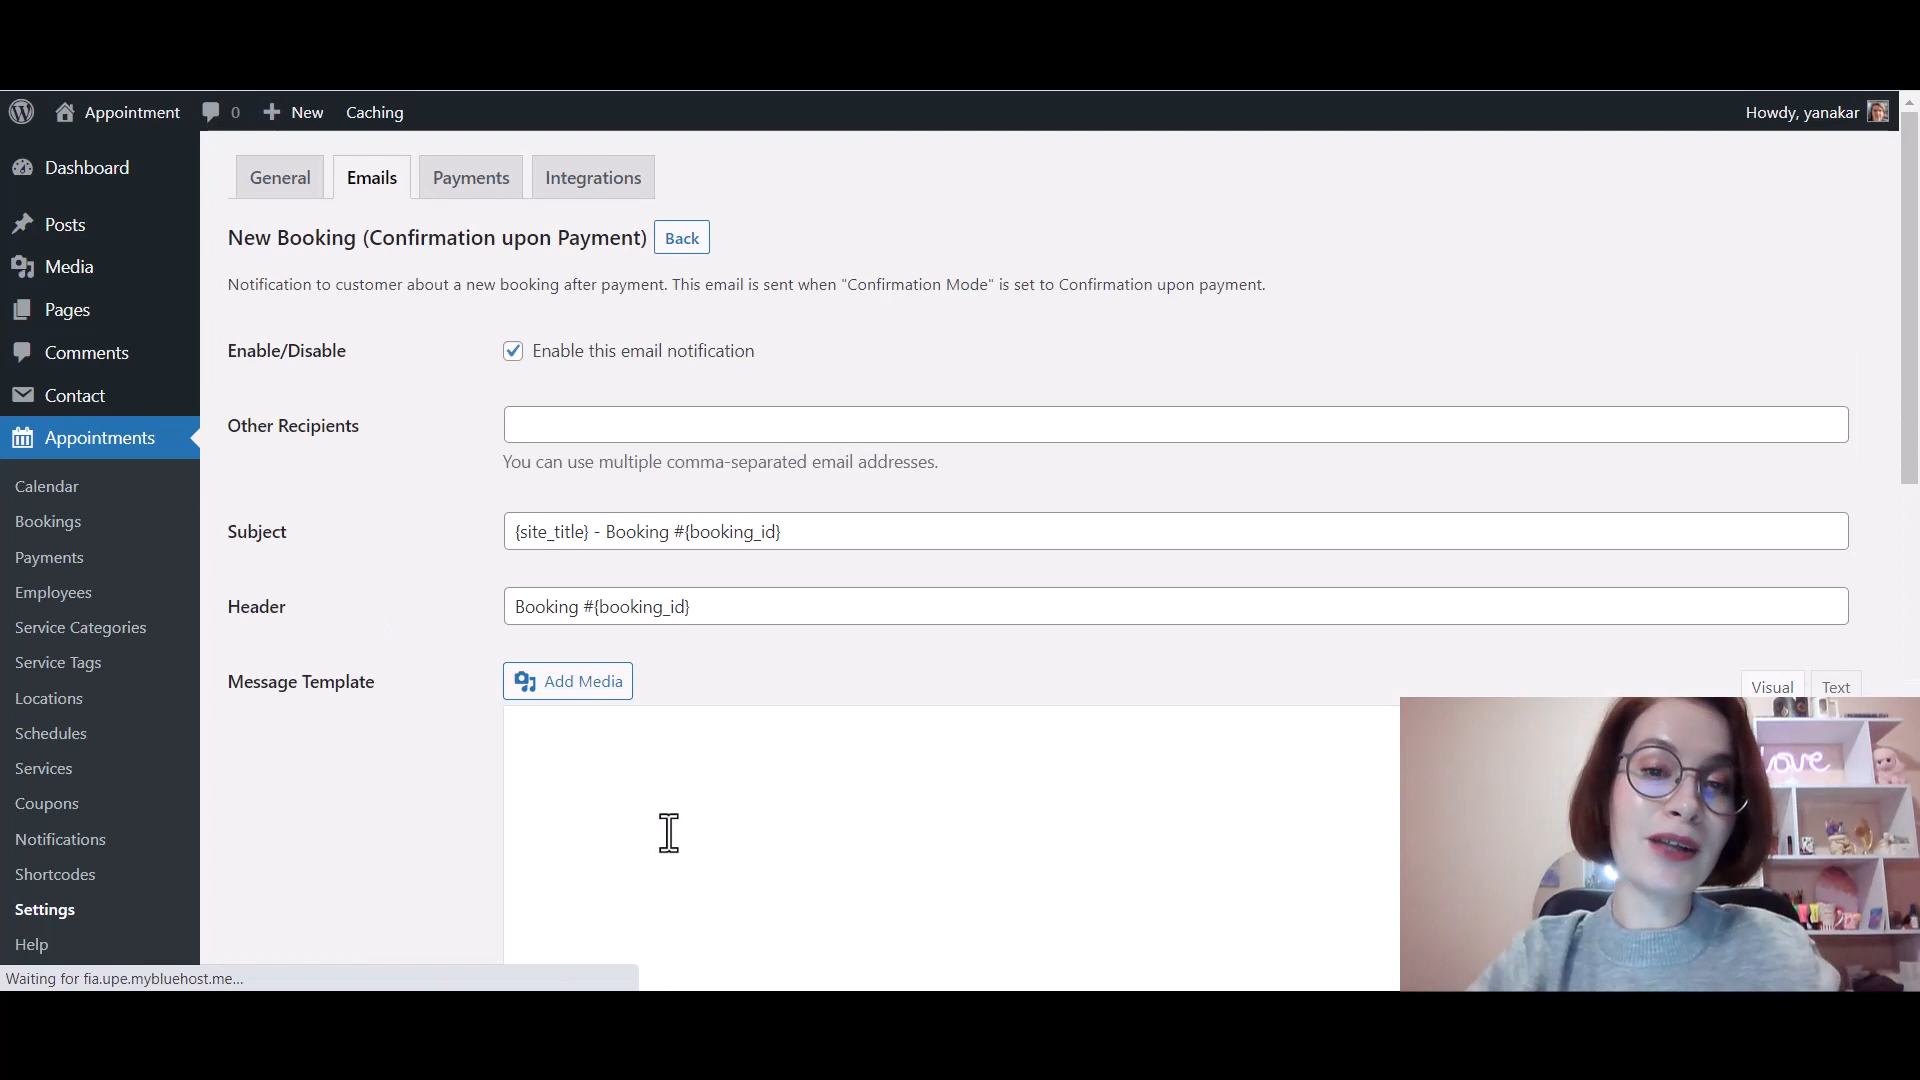 Appointment 0 New Caching Howdy, yanakar
Dashboard
Posts
Media
Pages
Comments
Contact
Appointments
Calendar
Bookings
Payments
Employees
Service Categories
Service Tags
Locations
Schedules
Services
Coupons
Notifications
Shortcodes
Settings
Help
General Emails Payments Integrations
New Booking (Confirmation upon Payment) Back
Notification to customer about a new booking after payment. This email is sent when "Confirmation Mode" is set to Confirmation upon payment.
Enable/Disable Enable this email notification
Other Recipients
You can use multiple comma-separated email addresses.
Subject {site_title} - Booking #{booking_id}
Header Booking #{booking_id}
Message Template Add Media Visual Text
love
Waiting for fia.upe.mybluehost.me...